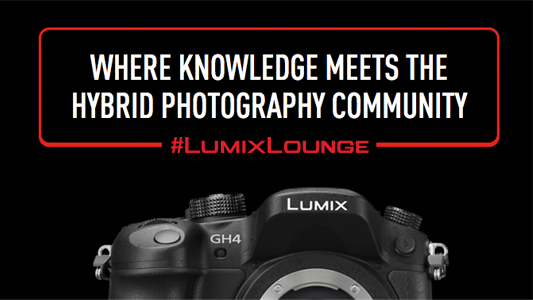 WHERE KNOWLEDGE MEETS THE
HYBRID PHOTOGRAPHY COMMUNITY
#LUMIXLOUNGE
LUMIX
GH4